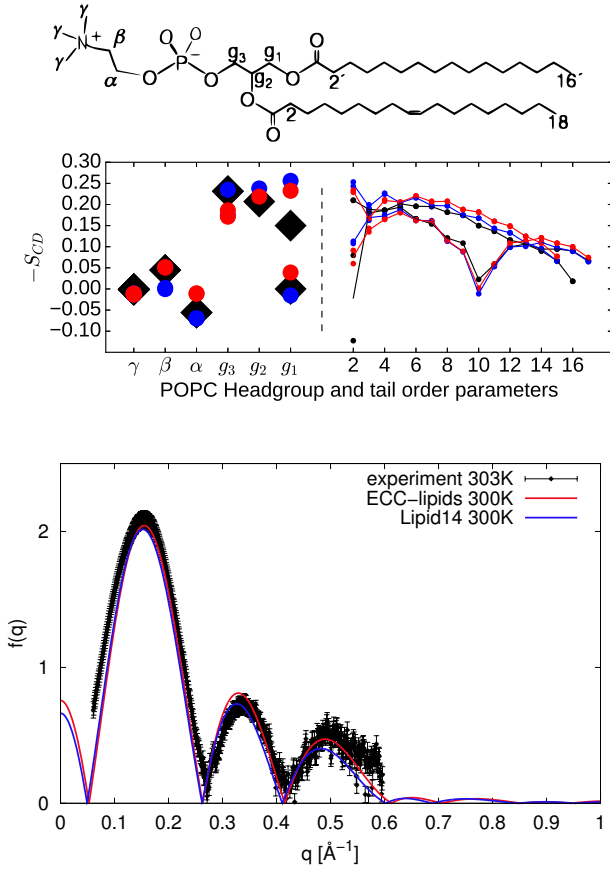 γ
γ
γ
N
+
β
α
O
P
O
O
−
O
g₃
g₂
g₁
O
O
O
O
2´
16´
2
18
0.30
0.25
0.20
0.15
0.10
0.05
0.00
−0.05
−0.10
−S_CD
γ β α g₃ g₂ g₁ 2 4 6 8 10 12 14 16
POPC Headgroup and tail order parameters
experiment 303K
ECC−lipids 300K
Lipid14 300K
2
1
0
f(q)
0 0.1 0.2 0.3 0.4 0.5 0.6 0.7 0.8 0.9 1
q [Å⁻¹]